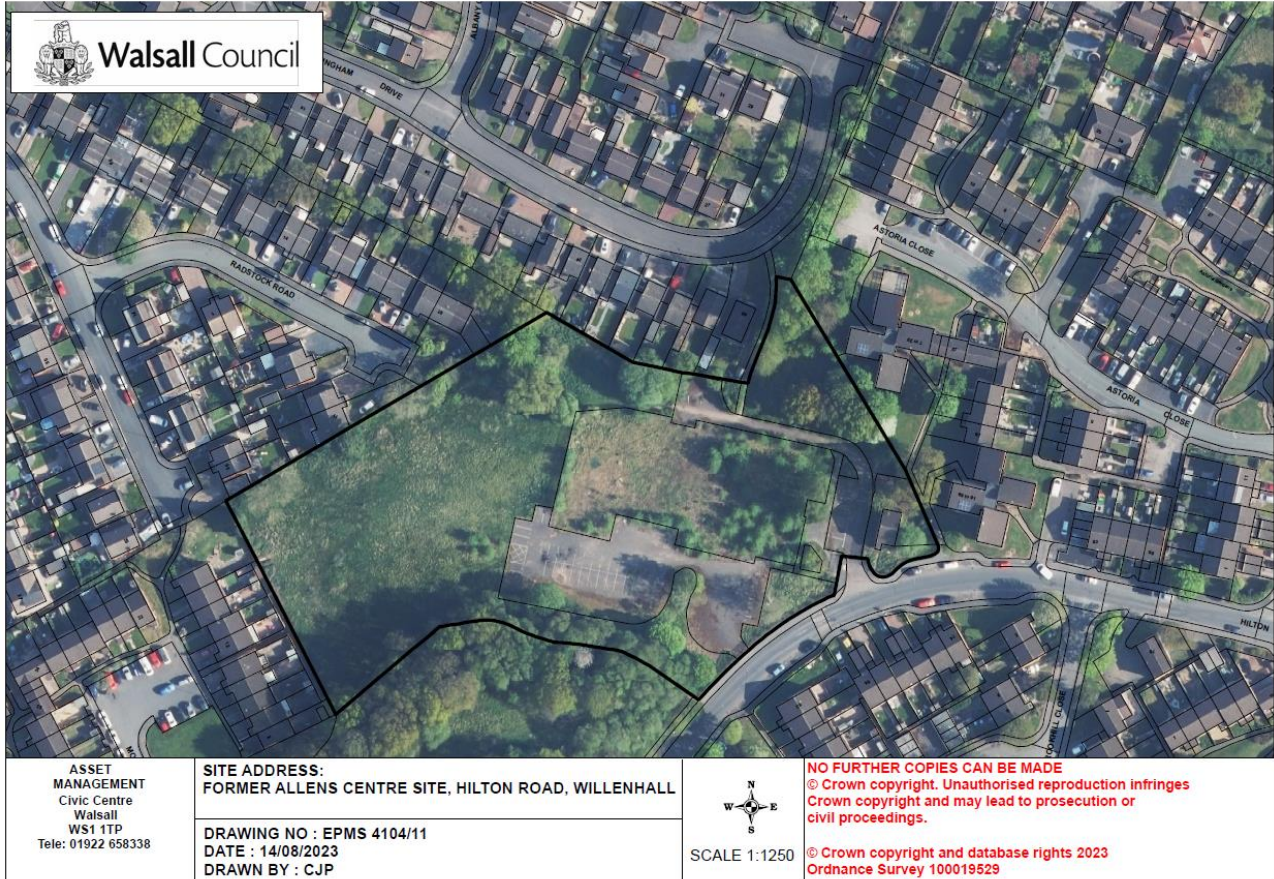 Walsall Council
ALBANY
DRIVE
RADSTOCK ROAD
ASTORIA CLOSE
ASTORIA CLOSE
HILTON
ASSET
MANAGEMENT
Civic Centre
Walsall
WS1 1TP
Tele: 01922 658338
SITE ADDRESS:
FORMER ALLENS CENTRE SITE, HILTON ROAD, WILLENHALL
DRAWING NO : EPMS 4104/11
DATE : 14/08/2023
DRAWN BY : CJP
N
W E
S
SCALE 1:1250
NO FURTHER COPIES CAN BE MADE
© Crown copyright. Unauthorised reproduction infringes
Crown copyright and may lead to prosecution or
civil proceedings.
© Crown copyright and database rights 2023
Ordnance Survey 100019529